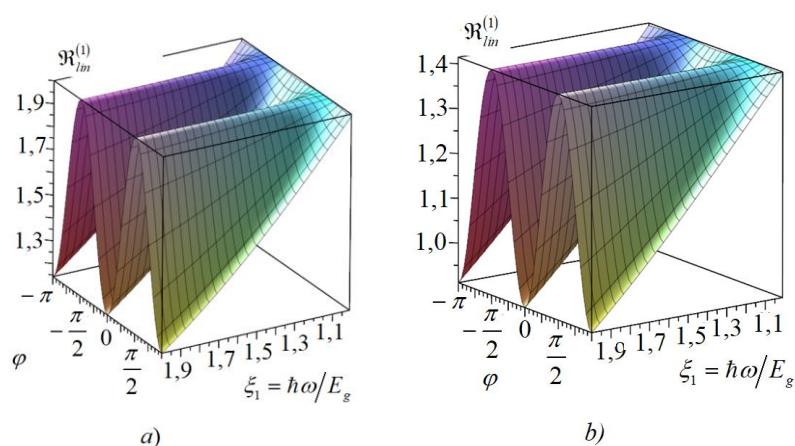 ℜ_lin^(1)
1,9
1,7
1,5
1,3
− π
− π/2
0
π/2
φ
1,9 1,7 1,5 1,3 1,1
ξ₁ = ħω/E_g
a)
ℜ_lin^(1)
1,4
1,3
1,2
1,1
1,0
− π
− π/2
0
π/2
φ
1,9 1,7 1,5 1,3 1,1
ξ₁ = ħω/E_g
b)